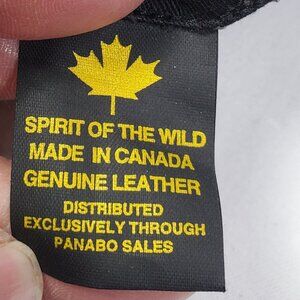 SPIRIT OF THE WILD
MADE IN CANADA
GENUINE LEATHER
DISTRIBUTED
EXCLUSIVELY THROUGH
PANABO SALES